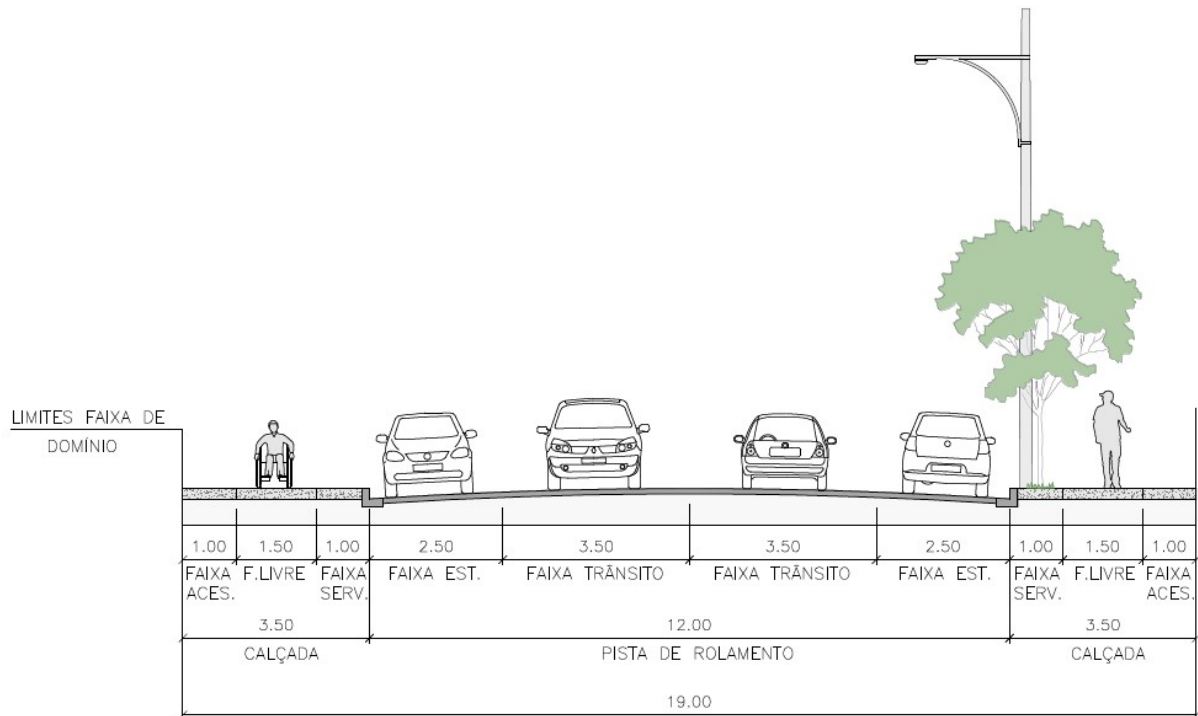 LIMITES FAIXA DE
DOMÍNIO
1.00 1.50 1.00 2.50 3.50 3.50 2.50 1.00 1.50 1.00
FAIXA F.LIVRE FAIXA FAIXA EST. FAIXA TRÂNSITO FAIXA TRÂNSITO FAIXA EST. FAIXA F.LIVRE FAIXA
ACES. SERV. SERV. ACES.
3.50 12.00 3.50
CALÇADA PISTA DE ROLAMENTO CALÇADA
19.00